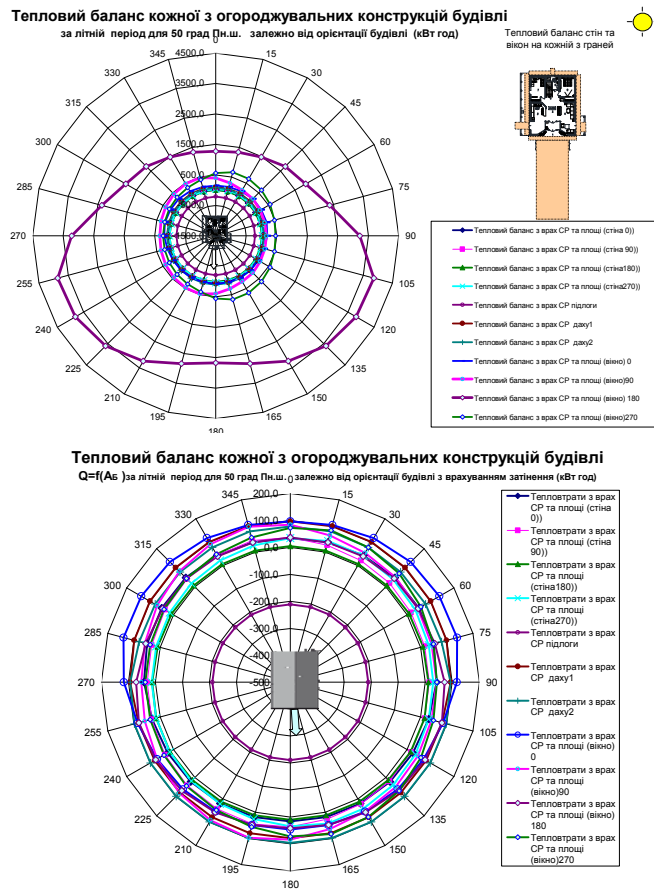 Тепловий баланс кожної з огороджувальних конструкцій будівлі
за літній період для 50 град Пн.ш. залежно від орієнтації будівлі (кВт год)
Тепловий баланс стін та
вікон на кожній з граней
0
15
30
45
60
75
90
105
120
135
150
165
180
195
210
225
240
255
270
285
300
315
330
345
4500,0
3500,0
2500,0
1500,0
500,0
Тепловий баланс з врах СР та площі (стіна 0))
Тепловий баланс з врах СР та площі (стіна 90))
Тепловий баланс з врах СР та площі (стіна180))
Тепловий баланс з врах СР та площі (стіна270))
Тепловий баланс з врах СР підлоги
Тепловий баланс з врах СР даху1
Тепловий баланс з врах СР даху2
Тепловий баланс з врах СР та площі (вікно) 0
Тепловий баланс з врах СР та площі (вікно)90
Тепловий баланс з врах СР та площі (вікно) 180
Тепловий баланс з врах СР та площі (вікно)270
Тепловий баланс кожної з огороджувальних конструкцій будівлі
Q=f(АБ )за літній період для 50 град Пн.ш. залежно від орієнтації будівлі з врахуванням затінення (кВт год)
0
15
30
45
60
75
90
105
120
135
150
165
180
195
210
225
240
255
270
285
300
315
330
345
200,0
100,0
0,0
-100,0
-200,0
-300,0
-400
-500
Тепловтрати з врах
СР та площі (стіна
0))
Тепловтрати з врах
СР та площі (стіна
90))
Тепловтрати з врах
СР та площі
(стіна180))
Тепловтрати з врах
СР та площі
(стіна270))
Тепловтрати з врах
СР підлоги
Тепловтрати з врах
СР даху1
Тепловтрати з врах
СР даху2
Тепловтрати з врах
СР та площі (вікно)
0
Тепловтрати з врах
СР та площі
(вікно)90
Тепловтрати з врах
СР та площі (вікно)
180
Тепловтрати з врах
СР та площі
(вікно)270